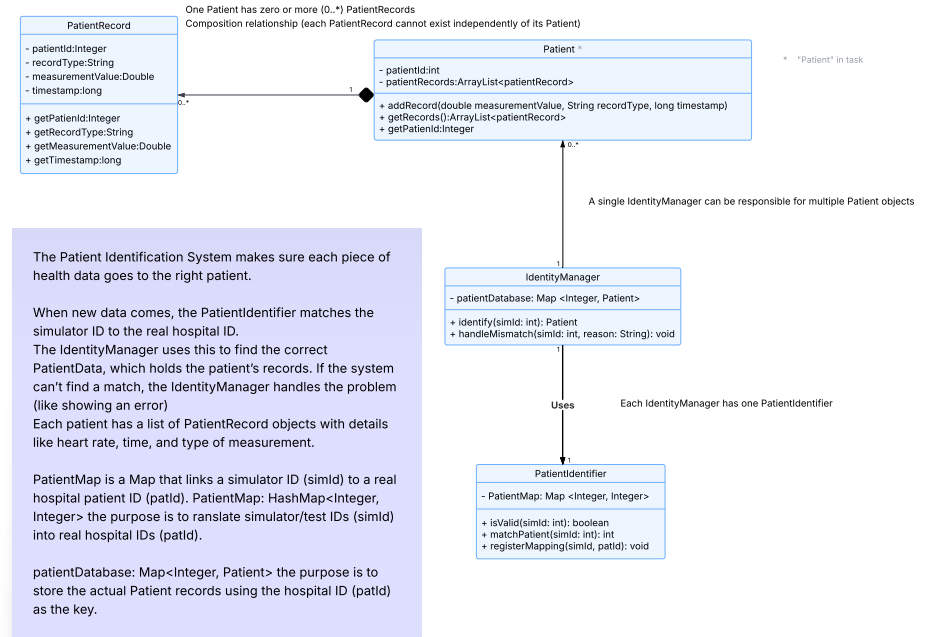 One Patient has zero or more (0..*) PatientRecords
Composition relationship (each PatientRecord cannot exist independently of its Patient)
PatientRecord
- patientId:Integer
- recordType:String
- measurementValue:Double
- timestamp:long
+ getPatienId:Integer
+ getRecordType:String
+ getMeasurementValue:Double
+ getTimestamp:long
0..*
1
Patient *
- patientId:int
- patientRecords:ArrayList<patientRecord>
+ addRecord(double measurementValue, String recordType, long timestamp)
+ getRecords():ArrayList<patientRecord>
+ getPatienId:Integer
* "Patient" in task
0..*
A single IdentityManager can be responsible for multiple Patient objects
1
IdentityManager
- patientDatabase: Map <Integer, Patient>
+ identify(simId: int): Patient
+ handleMismatch(simId: int, reason: String): void
1
Uses
Each IdentityManager has one PatientIdentifier
1
PatientIdentifier
- PatientMap: Map <Integer, Integer>
+ isValid(simId: int): boolean
+ matchPatient(simId: int): int
+ registerMapping(simId, patId): void
The Patient Identification System makes sure each piece of
health data goes to the right patient.
When new data comes, the PatientIdentifier matches the
simulator ID to the real hospital ID.
The IdentityManager uses this to find the correct
PatientData, which holds the patient's records. If the system
can't find a match, the IdentityManager handles the problem
(like showing an error)
Each patient has a list of PatientRecord objects with details
like heart rate, time, and type of measurement.
PatientMap is a Map that links a simulator ID (simId) to a real
hospital patient ID (patId). PatientMap: HashMap<Integer,
Integer> the purpose is to ranslate simulator/test IDs (simId)
into real hospital IDs (patId).
patientDatabase: Map<Integer, Patient> the purpose is to
store the actual Patient records using the hospital ID (patId)
as the key.